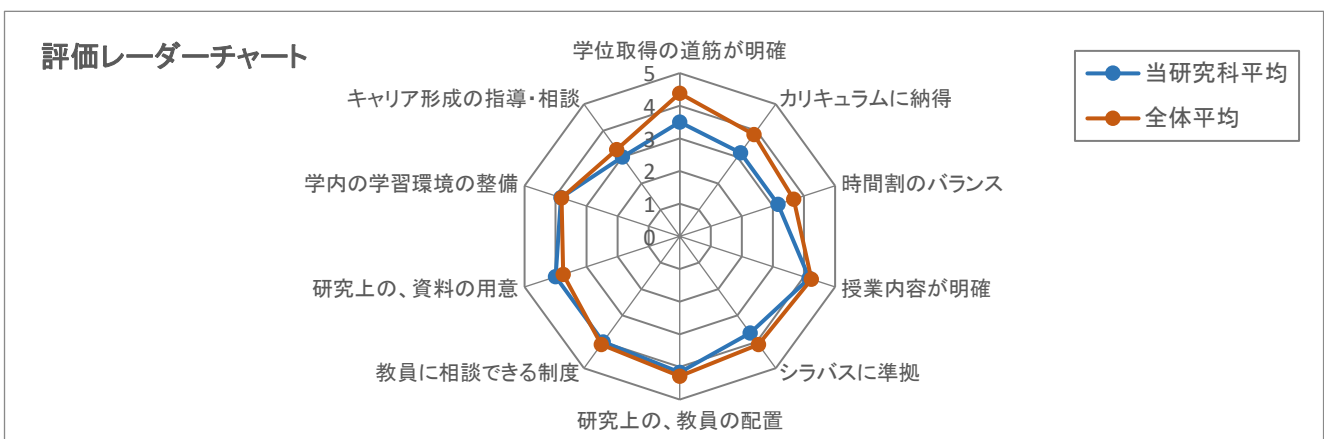 評価レーダーチャート
学位取得の道筋が明確
カリキュラムに納得
時間割のバランス
授業内容が明確
シラバスに準拠
研究上の、教員の配置
教員に相談できる制度
研究上の、資料の用意
学内の学習環境の整備
キャリア形成の指導・相談
5
4
3
2
1
0
当研究科平均
全体平均